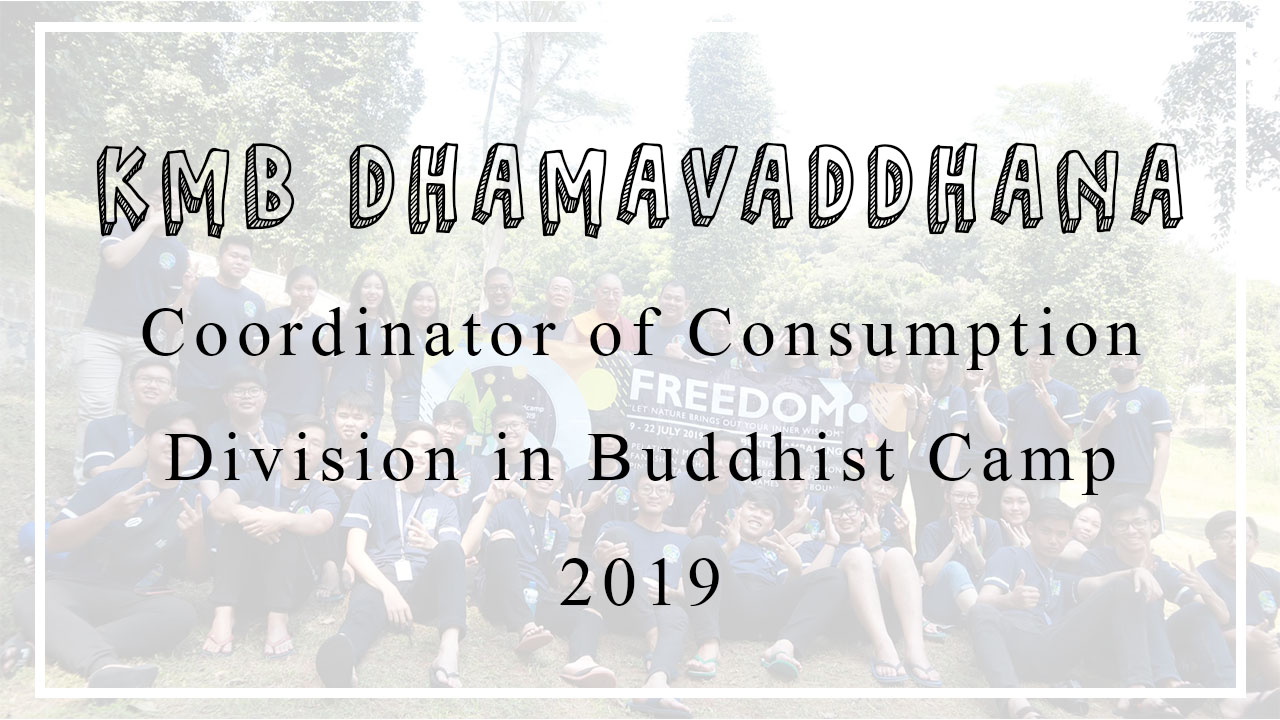 KMB DHAMAVADDHANA
Coordinator of Consumption
Division in Buddhist Camp
2019
FREEDOM
"LET NATURE BRINGS OUT YOUR INNER WISDOM"
9 - 22 JULY 2019